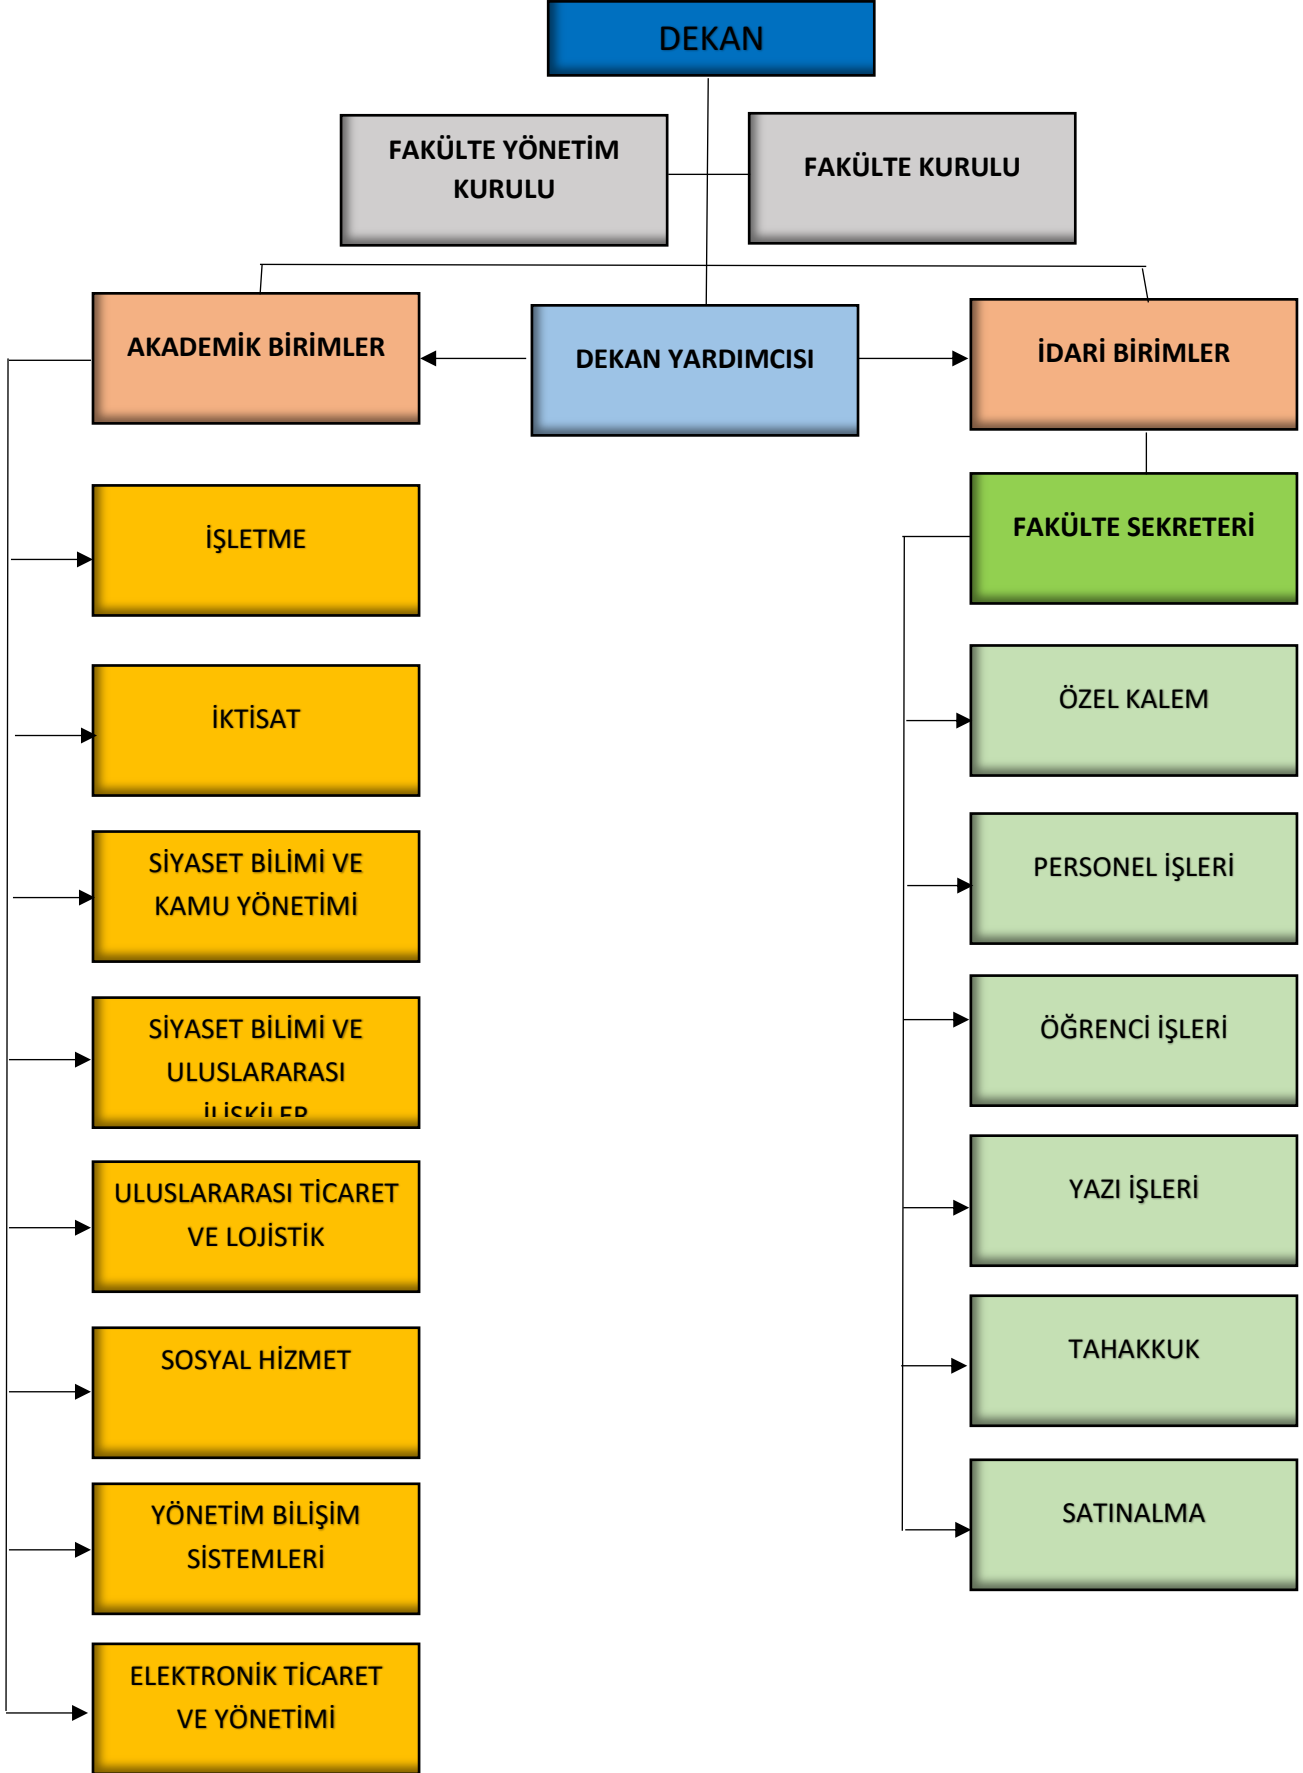 DEKAN
FAKÜLTE YÖNETİM
KURULU
FAKÜLTE KURULU
AKADEMİK BİRİMLER
DEKAN YARDIMCISI
İDARİ BİRİMLER
İŞLETME
İKTİSAT
SİYASET BİLİMİ VE
KAMU YÖNETİMİ
SİYASET BİLİMİ VE
ULUSLARARASI
İLİŞKİLER
ULUSLARARASI TİCARET
VE LOJİSTİK
SOSYAL HİZMET
YÖNETİM BİLİŞİM
SİSTEMLERİ
ELEKTRONİK TİCARET
VE YÖNETİMİ
FAKÜLTE SEKRETERİ
ÖZEL KALEM
PERSONEL İŞLERİ
ÖĞRENCİ İŞLERİ
YAZI İŞLERİ
TAHAKKUK
SATINALMA